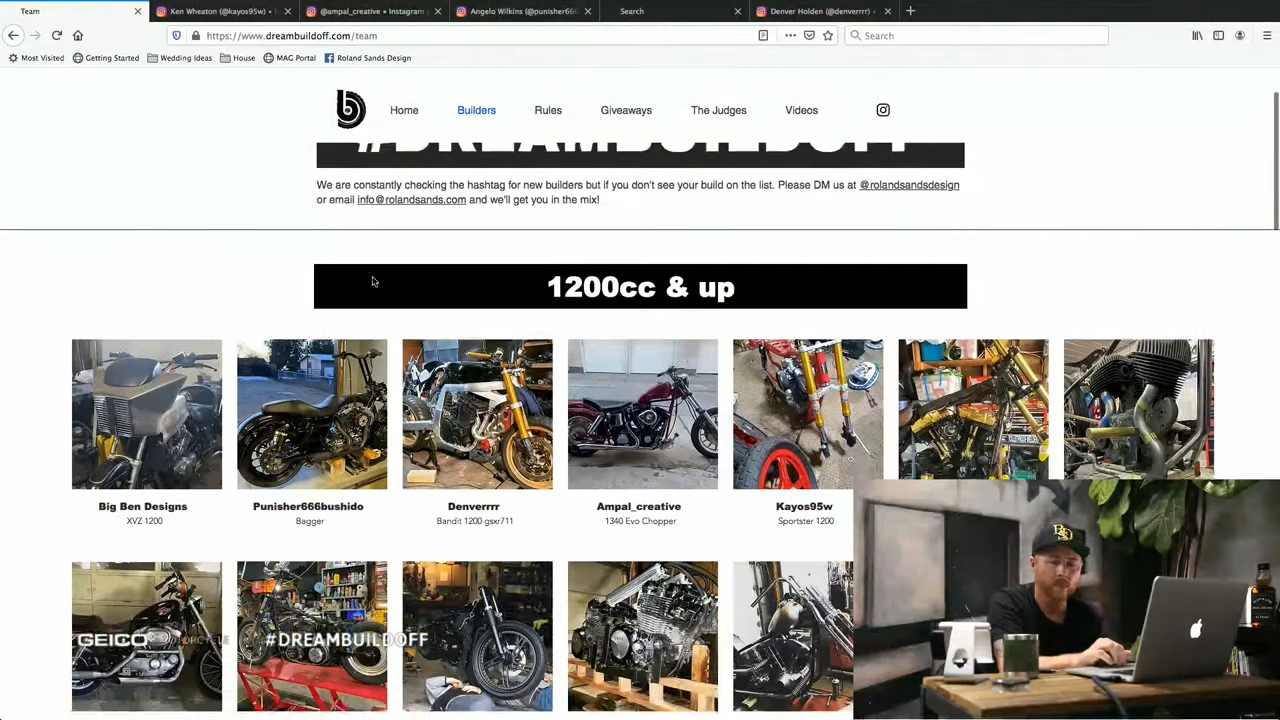 Team
Ken Wheaton (@kayos95w) •
@ampal_creative • Instagram
Angelo Wilkins (@punisher666
Search
Denver Holden (@denverrrr) •
https://www.dreambuildoff.com/team
Search
Most Visited
Getting Started
Wedding Ideas
House
MAG Portal
Roland Sands Design
Home
Builders
Rules
Giveaways
The Judges
Videos
#DREAMBUILDOFF
We are constantly checking the hashtag for new builders but if you don't see your build on the list. Please DM us at @rolandsandsdesign
or email info@rolandsands.com and we'll get you in the mix!
1200cc & up
Big Ben Designs
XVZ 1200
Punisher666bushido
Bagger
Denverrrr
Bandit 1200 gsxr711
Ampal_creative
1340 Evo Chopper
Kayos95w
Sportster 1200
GEICO MOTORCYCLE
#DREAMBUILDOFF